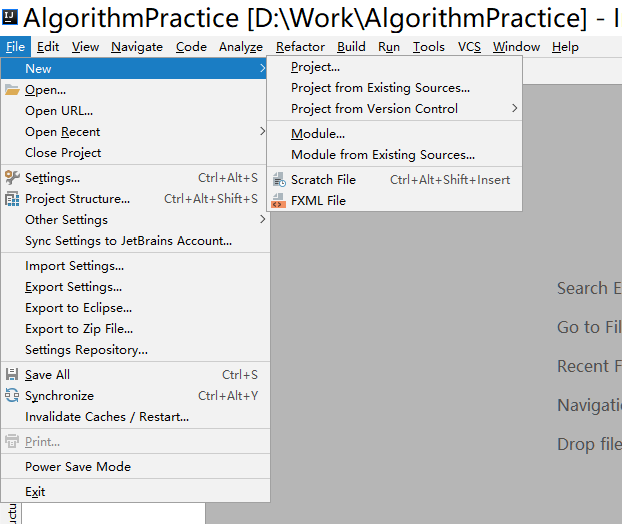 AlgorithmPractice [D:\Work\AlgorithmPractice] - I
File Edit View Navigate Code Analyze Refactor Build Run Tools VCS Window Help
New
Open...
Open URL...
Open Recent
Close Project
Settings... Ctrl+Alt+S
Project Structure... Ctrl+Alt+Shift+S
Other Settings
Sync Settings to JetBrains Account...
Import Settings...
Export Settings...
Export to Eclipse...
Export to Zip File...
Settings Repository...
Save All Ctrl+S
Synchronize Ctrl+Alt+Y
Invalidate Caches / Restart...
Print...
Power Save Mode
Exit
Project...
Project from Existing Sources...
Project from Version Control
Module...
Module from Existing Sources...
Scratch File Ctrl+Alt+Shift+Insert
FXML File
Search E
Go to Fil
Recent F
Navigati
Drop file